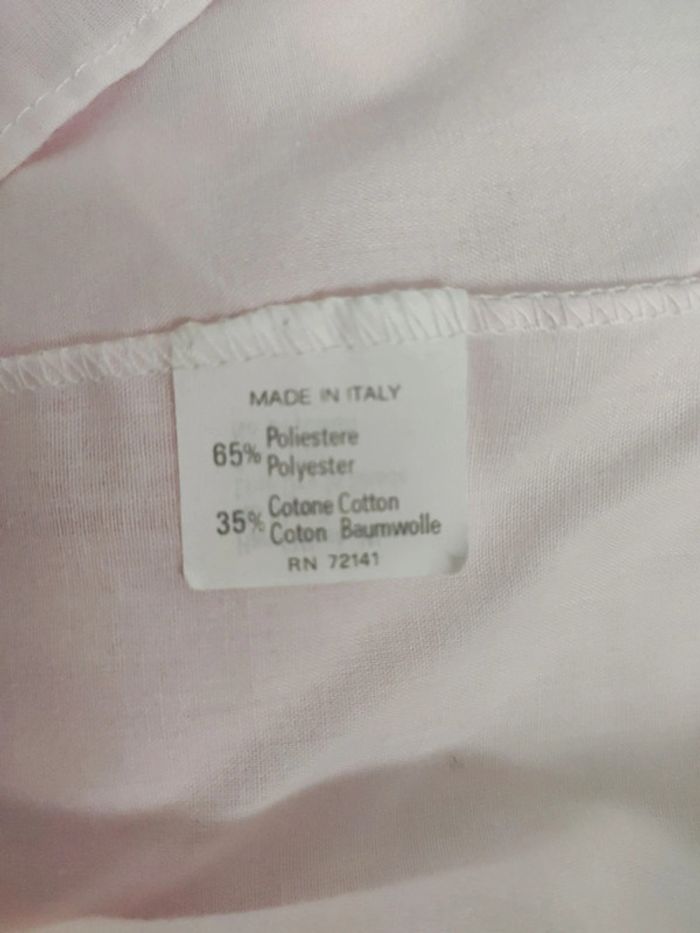 MADE IN ITALY
65% Poliestere
Polyester
35% Cotone Cotton
Coton Baumwolle
RN 72141